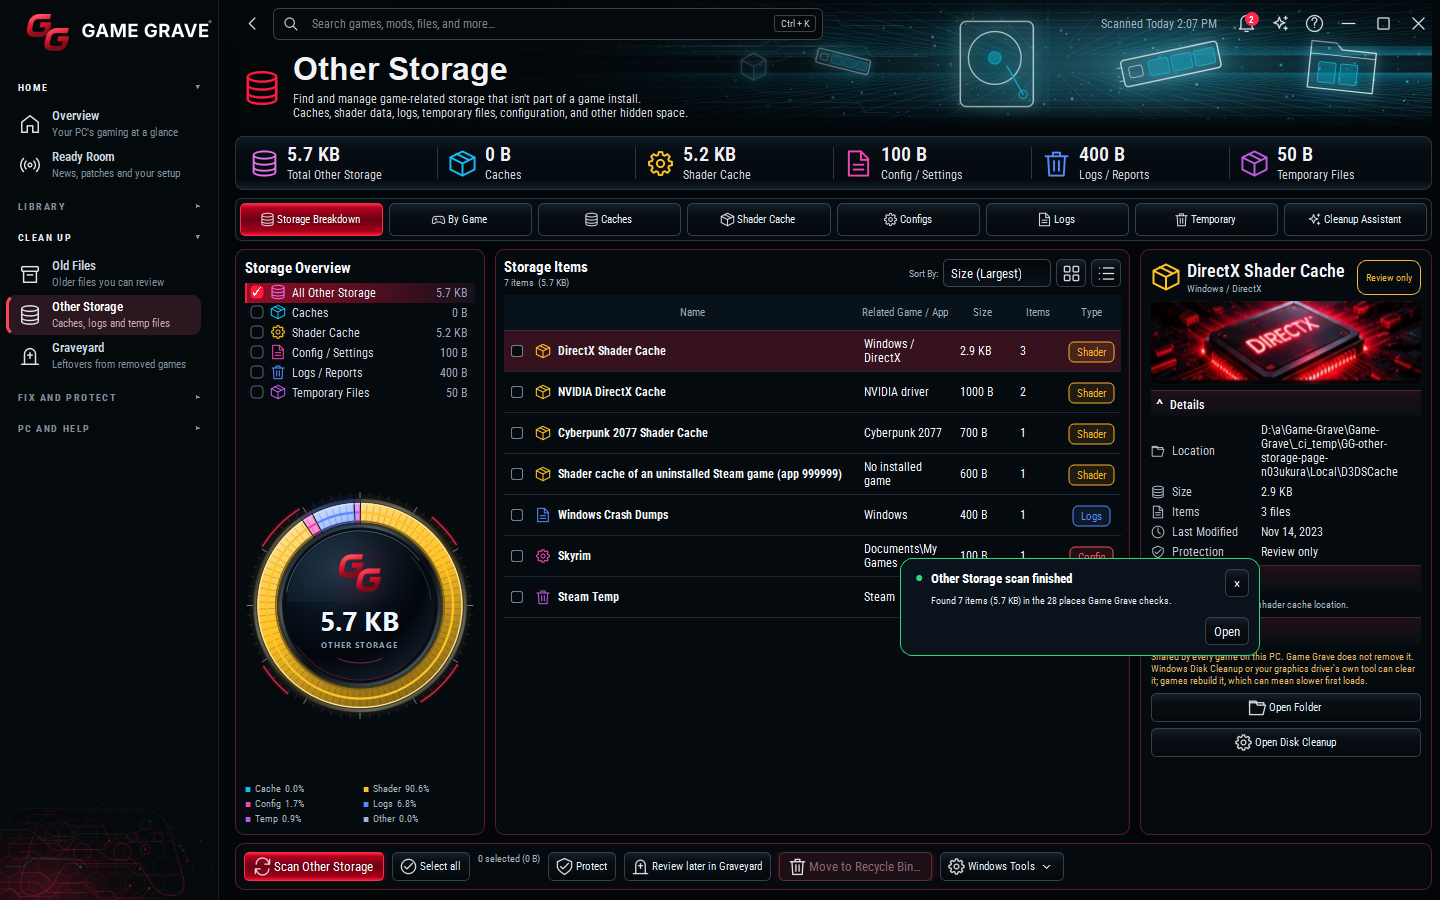 GG GAME GRAVE
Search games, mods, files, and more...
Ctrl + K
Scanned Today 2:07 PM
2
HOME
Overview
Your PC's gaming at a glance
Ready Room
News, patches and your setup
LIBRARY
CLEAN UP
Old Files
Older files you can review
Other Storage
Caches, logs and temp files
Graveyard
Leftovers from removed games
FIX AND PROTECT
PC AND HELP
Other Storage
Find and manage game-related storage that isn't part of a game install.
Caches, shader data, logs, temporary files, configuration, and other hidden space.
5.7 KB
Total Other Storage
0 B
Caches
5.2 KB
Shader Cache
100 B
Config / Settings
400 B
Logs / Reports
50 B
Temporary Files
Storage Breakdown
By Game
Caches
Shader Cache
Configs
Logs
Temporary
Cleanup Assistant
Storage Overview
All Other Storage 5.7 KB
Caches 0 B
Shader Cache 5.2 KB
Config / Settings 100 B
Logs / Reports 400 B
Temporary Files 50 B
GG
5.7 KB
OTHER STORAGE
Cache 0.0% Shader 90.6%
Config 1.7% Logs 6.8%
Temp 0.9% Other 0.0%
Storage Items
7 items (5.7 KB)
Sort By: Size (Largest)
Name Related Game / App Size Items Type
DirectX Shader Cache Windows / DirectX 2.9 KB 3 Shader
NVIDIA DirectX Cache NVIDIA driver 1000 B 2 Shader
Cyberpunk 2077 Shader Cache Cyberpunk 2077 700 B 1 Shader
Shader cache of an uninstalled Steam game (app 999999) No installed game 600 B 1 Shader
Windows Crash Dumps Windows 400 B 1 Logs
Skyrim Documents\My Games 100 B 1 Config
Steam Temp Steam
Other Storage scan finished
x
Found 7 items (5.7 KB) in the 28 places Game Grave checks.
Open
DirectX Shader Cache
Windows / DirectX
Review only
DIRECTX
Details
Location
D:\a\Game-Grave\Game-
Grave\_ci_temp\GG-other-
storage-page-
n03ukura\Local\D3DSCache
Size 2.9 KB
Items 3 files
Last Modified Nov 14, 2023
Protection Review only
shader cache location.
Shared by every game on this PC. Game Grave does not remove it.
Windows Disk Cleanup or your graphics driver's own tool can clear
it; games rebuild it, which can mean slower first loads.
Open Folder
Open Disk Cleanup
Scan Other Storage
Select all
0 selected (0 B)
Protect
Review later in Graveyard
Move to Recycle Bin...
Windows Tools